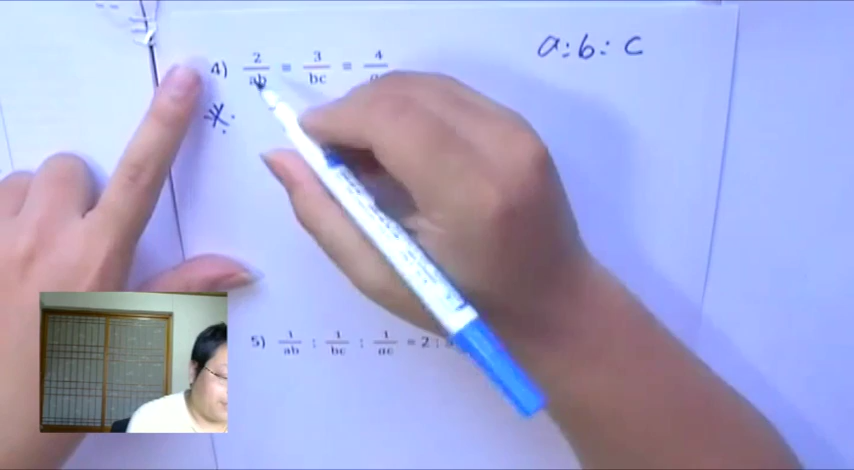 a:b:c
4) 2/ab = 3/bc = 4/
*
5) 1/ab : 1/bc : 1/ac = 2 :